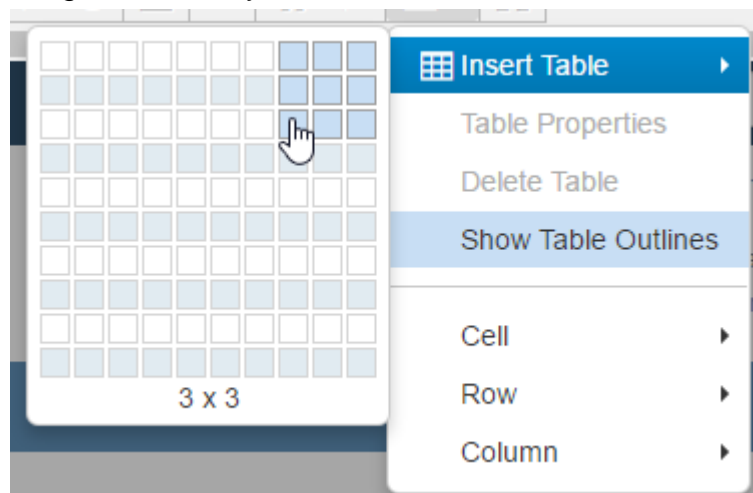 Insert Table
Table Properties
Delete Table
Show Table Outlines
Cell
Row
Column
3 x 3